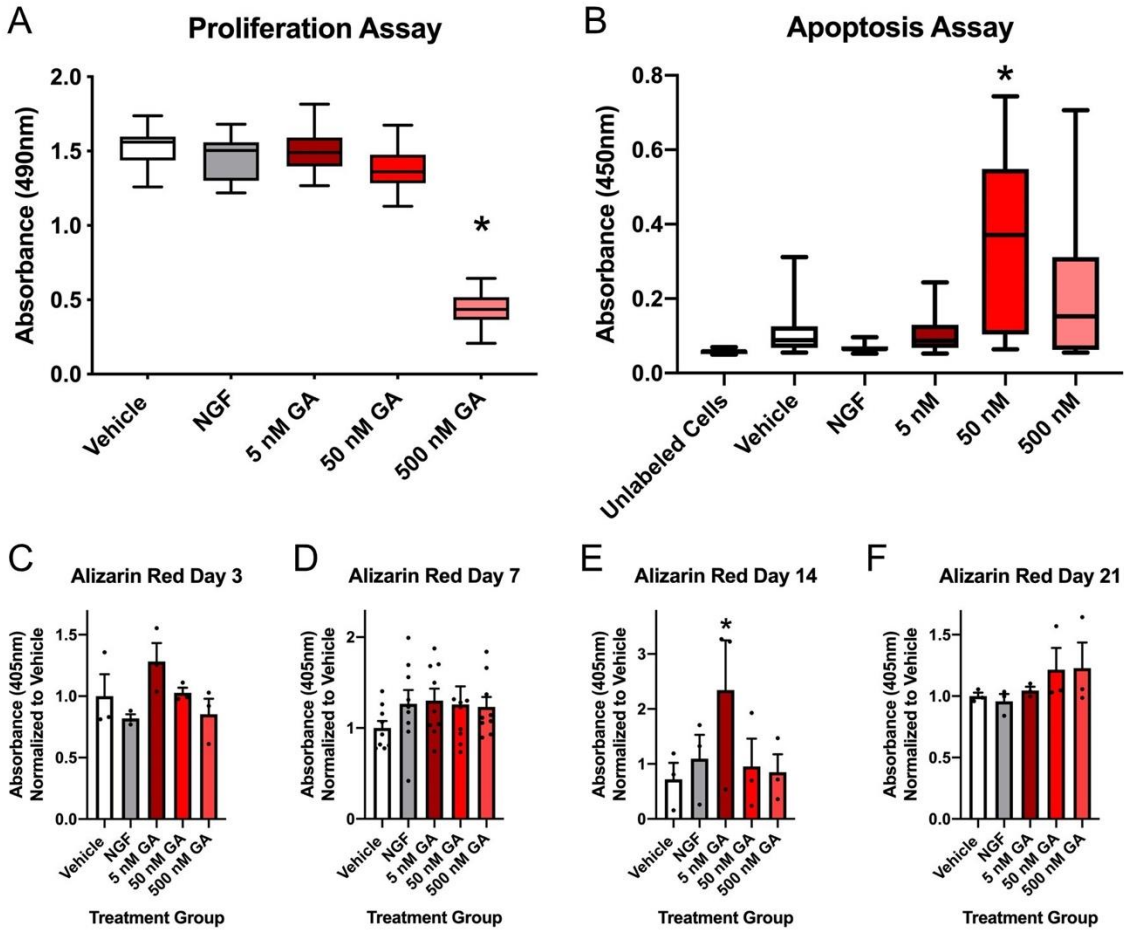 A
Proliferation Assay
Absorbance (490nm)
2.0
1.5
1.0
0.5
0.0
*
Vehicle
NGF
5 nM GA
50 nM GA
500 nM GA
B
Apoptosis Assay
Absorbance (450nm)
0.8
0.6
0.4
0.2
0.0
*
Unlabeled Cells
Vehicle
NGF
5 nM
50 nM
500 nM
C
Alizarin Red Day 3
Absorbance (405nm)
Normalized to Vehicle
1.5
1.0
0.5
0.0
Vehicle
NGF
5 nM GA
50 nM GA
500 nM GA
Treatment Group
D
Alizarin Red Day 7
Absorbance (405nm)
Normalized to Vehicle
2
1
0
Vehicle
NGF
5 nM GA
50 nM GA
500 nM GA
Treatment Group
E
Alizarin Red Day 14
Absorbance (405nm)
Normalized to Vehicle
3
2
1
0
*
Vehicle
NGF
5 nM GA
50 nM GA
500 nM GA
Treatment Group
F
Alizarin Red Day 21
Absorbance (405nm)
Normalized to Vehicle
1.5
1.0
0.5
0.0
Vehicle
NGF
5 nM GA
50 nM GA
500 nM GA
Treatment Group